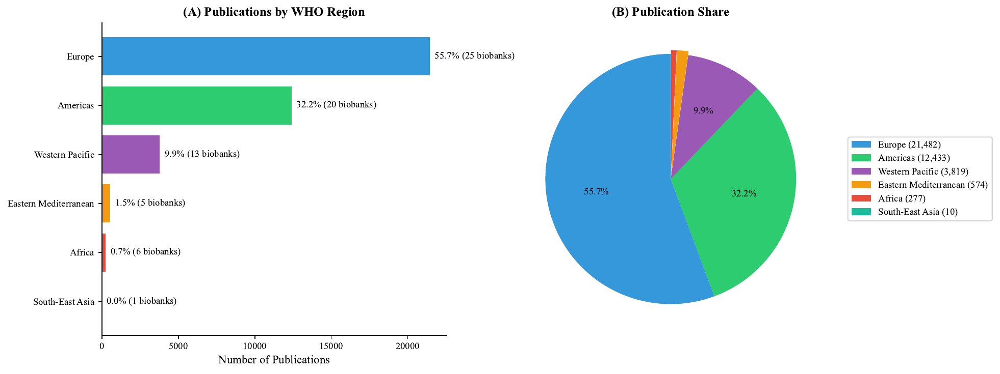 (A) Publications by WHO Region
Europe
55.7% (25 biobanks)
Americas
32.2% (20 biobanks)
Western Pacific
9.9% (13 biobanks)
Eastern Mediterranean
1.5% (5 biobanks)
Africa
0.7% (6 biobanks)
South-East Asia
0.0% (1 biobanks)
0 5000 10000 15000 20000
Number of Publications
(B) Publication Share
9.9%
55.7%
32.2%
Europe (21,482)
Americas (12,433)
Western Pacific (3,819)
Eastern Mediterranean (574)
Africa (277)
South-East Asia (10)